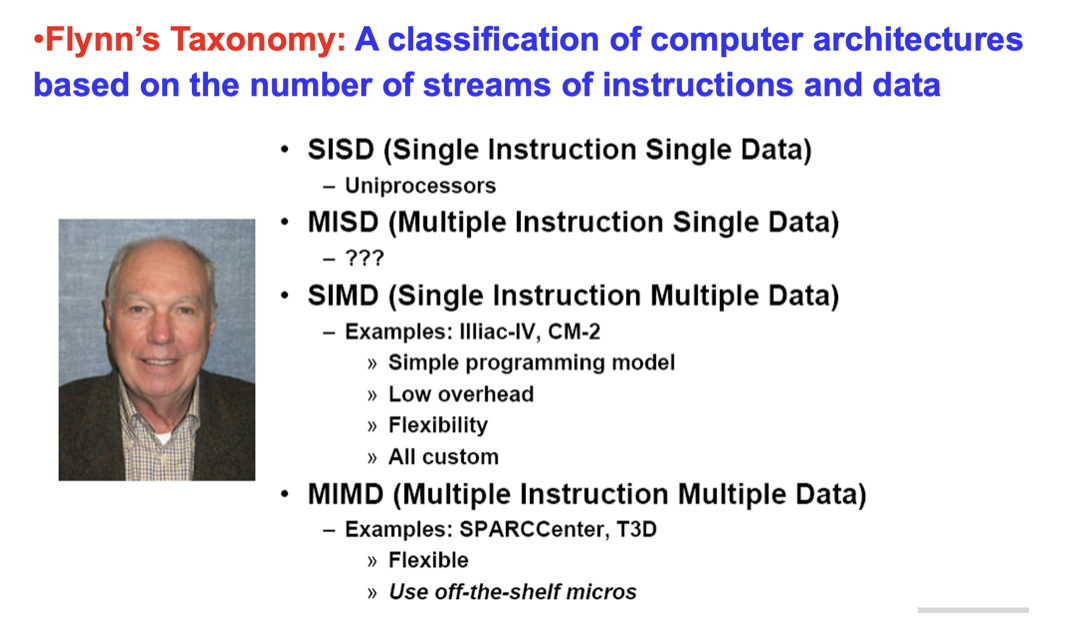 •Flynn’s Taxonomy: A classification of computer architectures
based on the number of streams of instructions and data
• SISD (Single Instruction Single Data)
– Uniprocessors
• MISD (Multiple Instruction Single Data)
– ???
• SIMD (Single Instruction Multiple Data)
– Examples: Illiac-IV, CM-2
» Simple programming model
» Low overhead
» Flexibility
» All custom
• MIMD (Multiple Instruction Multiple Data)
– Examples: SPARCCenter, T3D
» Flexible
» Use off-the-shelf micros